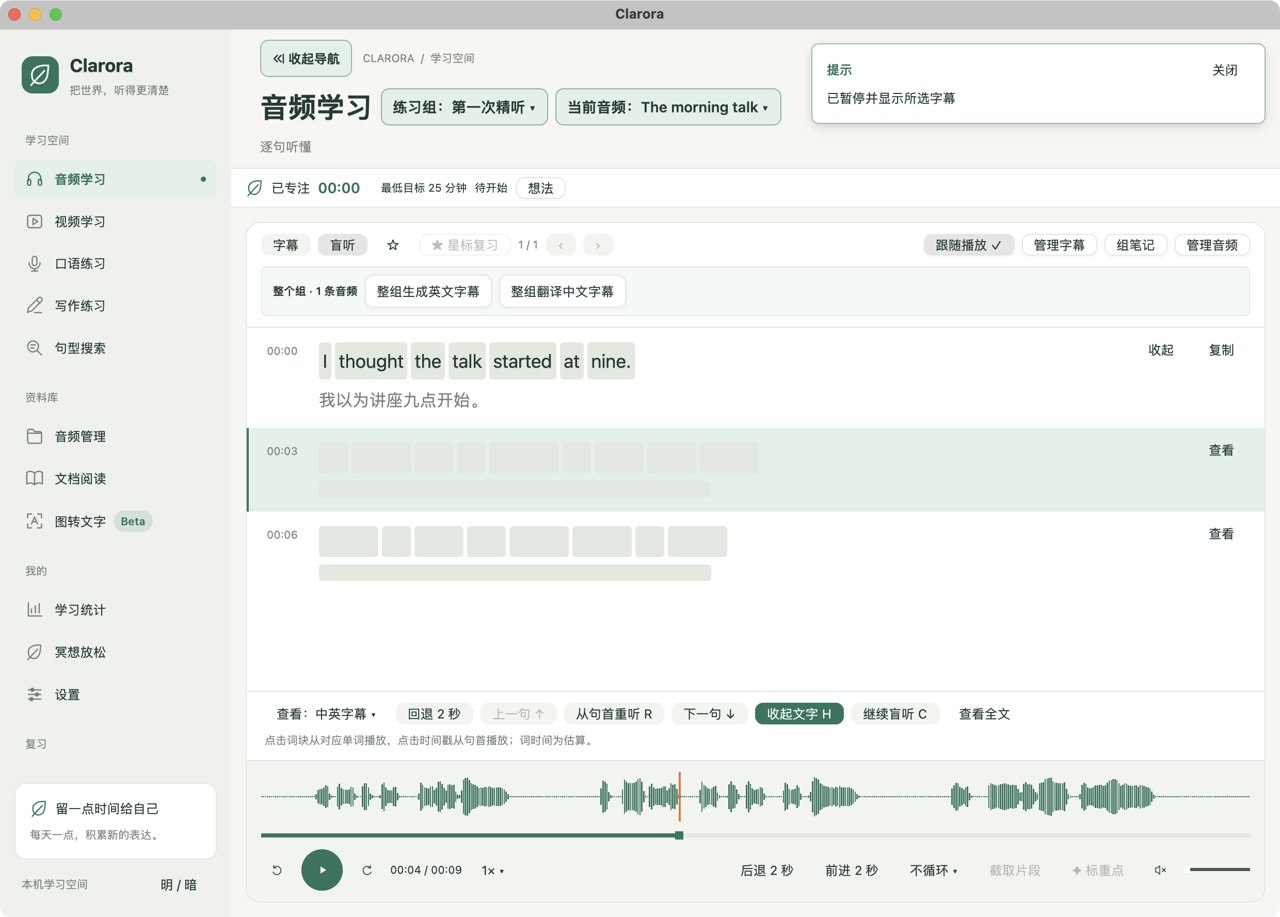 Clarora
Clarora
把世界，听得更清楚
学习空间
音频学习
视频学习
口语练习
写作练习
句型搜索
资料库
音频管理
文档阅读
图转文字 Beta
我的
学习统计
冥想放松
设置
复习
留一点时间给自己
每天一点，积累新的表达。
本机学习空间 明 / 暗
收起导航 CLARORA / 学习空间
音频学习 练习组：第一次精听 当前音频：The morning talk
逐句听懂
提示 关闭
已暂停并显示所选字幕
已专注 00:00 最低目标 25 分钟 待开始 想法
字幕 盲听 星标复习 1 / 1 跟随播放 ✓ 管理字幕 组笔记 管理音频
整个组 · 1 条音频 整组生成英文字幕 整组翻译中文字幕
00:00 I thought the talk started at nine. 收起 复制
我以为讲座九点开始。
00:03 查看
00:06 查看
查看：中英字幕 回退 2 秒 上一句 ↑ 从句首重听 R 下一句 ↓ 收起文字 H 继续盲听 C 查看全文
点击词块从对应单词播放，点击时间戳从句首播放；词时间为估算。
00:04 / 00:09 1x 后退 2 秒 前进 2 秒 不循环 截取片段 标重点